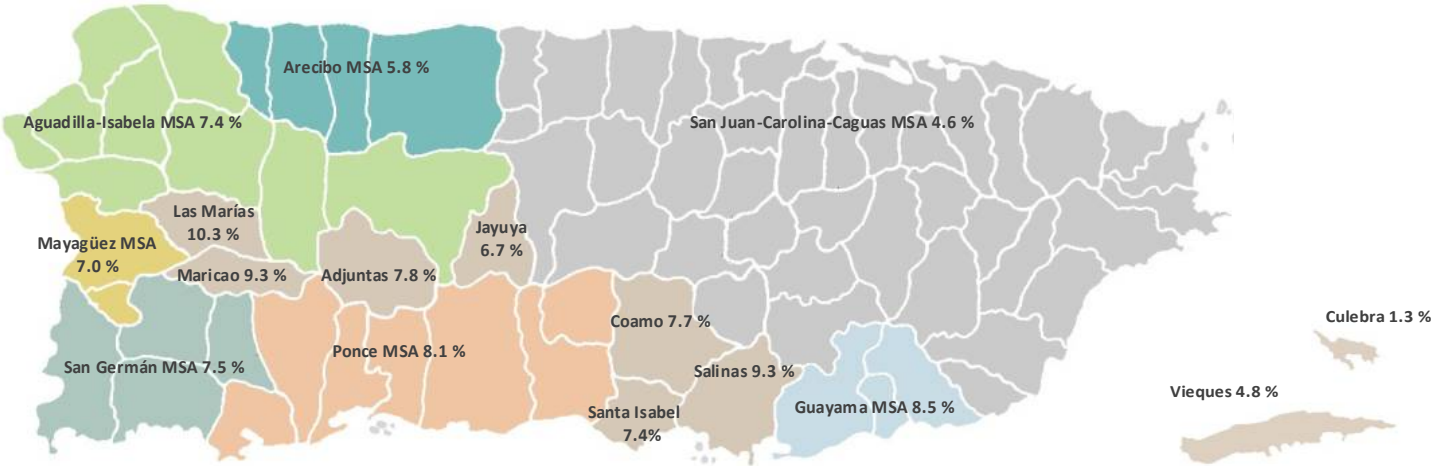 Arecibo MSA 5.8 %
Aguadilla-Isabela MSA 7.4 %
San Juan-Carolina-Caguas MSA 4.6 %
Las Marías
10.3 %
Jayuya
6.7 %
Mayagüez MSA
7.0 %
Maricao 9.3 %
Adjuntas 7.8 %
Culebra 1.3 %
Coamo 7.7 %
Ponce MSA 8.1 %
San Germán MSA 7.5 %
Salinas 9.3 %
Vieques 4.8 %
Santa Isabel
7.4%
Guayama MSA 8.5 %